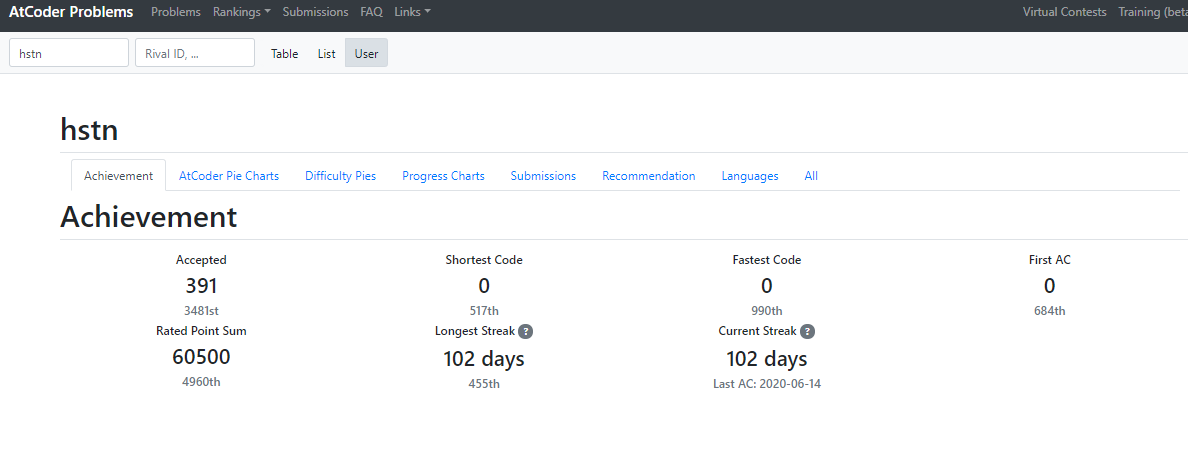 AtCoder Problems Problems Rankings Submissions FAQ Links Virtual Contests Training (beta
hstn Rival ID, ... Table List User
hstn
Achievement AtCoder Pie Charts Difficulty Pies Progress Charts Submissions Recommendation Languages All
Achievement
Accepted Shortest Code Fastest Code First AC
391 0 0 0
3481st 517th 990th 684th
Rated Point Sum Longest Streak ? Current Streak ?
60500 102 days 102 days
4960th 455th Last AC: 2020-06-14